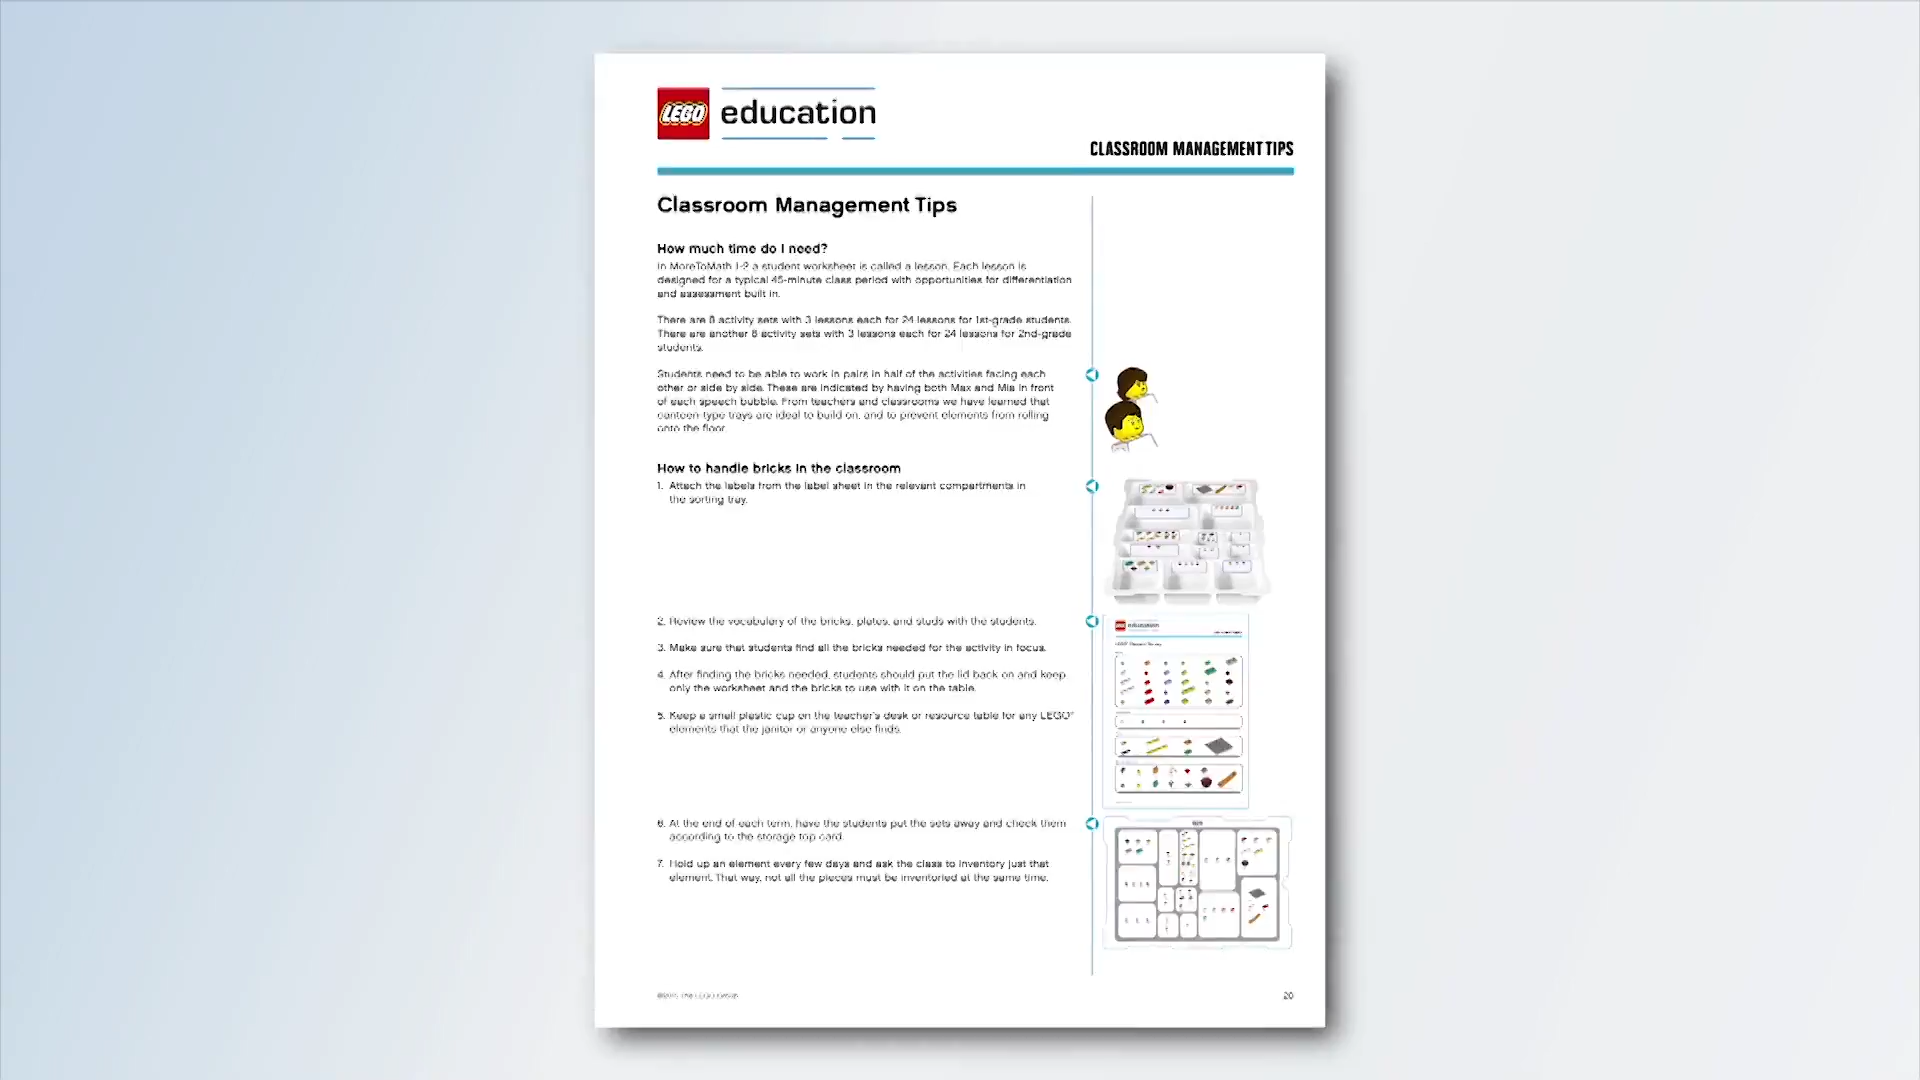 LEGO education
CLASSROOM MANAGEMENT TIPS
Classroom Management Tips
How much time do I need?
In MoreToMath 1-2 a student worksheet is called a lesson. Each lesson is
designed for a typical 45-minute class period with opportunities for differentiation
and assessment built in.
There are 8 activity sets with 3 lessons each for 24 lessons for 1st-grade students.
There are another 8 activity sets with 3 lessons each for 24 lessons for 2nd-grade
students.
Students need to be able to work in pairs in half of the activities facing each
other or side by side. These are indicated by having both Max and Mia in front
of each speech bubble. From teachers and classrooms we have learned that
canteen-type trays are ideal to build on, and to prevent elements from rolling
onto the floor.
How to handle bricks in the classroom
1. Attach the labels from the label sheet in the relevant compartments in
the sorting tray.
2. Review the vocabulary of the bricks, plates, and studs with the students.
3. Make sure that students find all the bricks needed for the activity in focus.
4. After finding the bricks needed, students should put the lid back on and keep
only the worksheet and the bricks to use with it on the table.
5. Keep a small plastic cup on the teacher's desk or resource table for any LEGO®
elements that the janitor or anyone else finds.
LEGO education
6. At the end of each term, have the students put the sets away and check them
according to the storage top card.
7. Hold up an element every few days and ask the class to inventory just that
element. That way, not all the pieces must be inventoried at the same time.
20